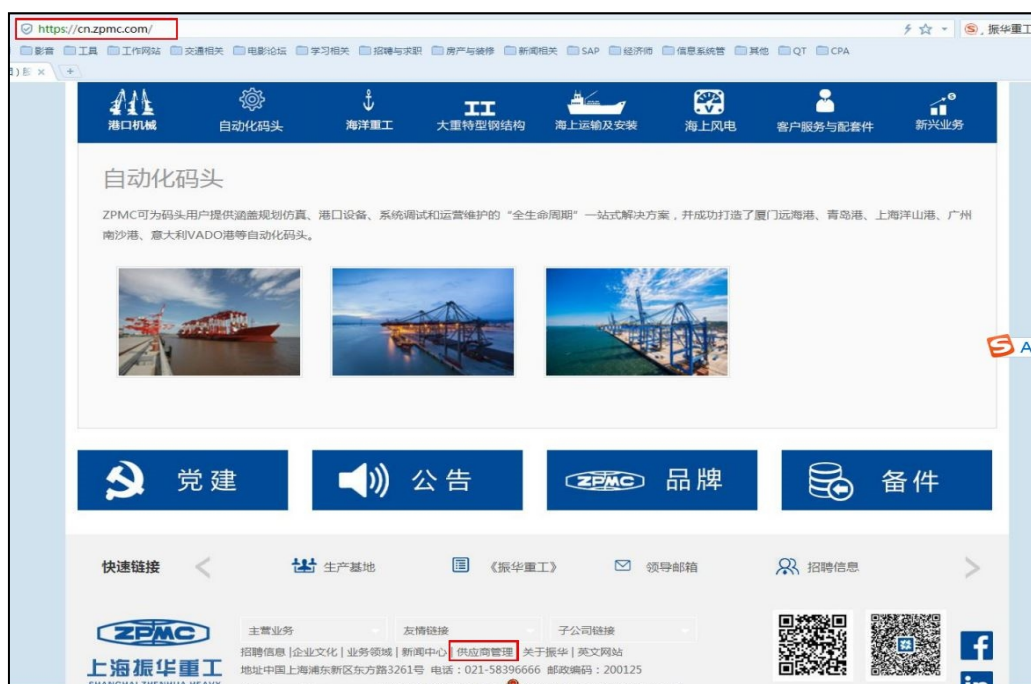 https://cn.zpmc.com/
振华重工
影音 工具 工作网站 交通相关 电影论坛 学习相关 招聘与求职 房产与装修 新闻相关 SAP 经济师 信息系统管 其他 QT CPA
港口机械 自动化码头 海洋重工 大重特型钢结构 海上运输及安装 海上风电 客户服务与配套件 新兴业务
自动化码头
ZPMC可为码头用户提供涵盖规划仿真、港口设备、系统调试和运营维护的“全生命周期”一站式解决方案，并成功打造了厦门远海港、青岛港、上海洋山港、广州
南沙港、意大利VADO港等自动化码头。
党建 公告 ZPMC 品牌 备件
快速链接 生产基地 《振华重工》 领导邮箱 招聘信息
ZPMC
主营业务 友情链接 子公司链接
招聘信息 |企业文化 | 业务领域 | 新闻中心 | 供应商管理 | 关于振华 | 英文网站
上海振华重工
地址中国上海浦东新区东方路3261号 电话：021-58396666 邮政编码：200125
SHANGHAI ZHENHUA HEAVY